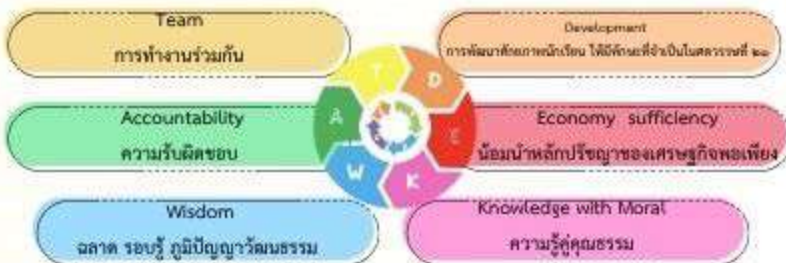 Team
การทำงานร่วมกัน
Development
การพัฒนาศักยภาพนักเรียน ให้มีทักษะที่จำเป็นในศตวรรษที่ ๒๑
Accountability
ความรับผิดชอบ
Economy sufficiency
น้อมนำหลักปรัชญาของเศรษฐกิจพอเพียง
Wisdom
ฉลาด รอบรู้ ภูมิปัญญาวัฒนธรรม
Knowledge with Moral
ความรู้คู่คุณธรรม
T
D
A
E
W
K